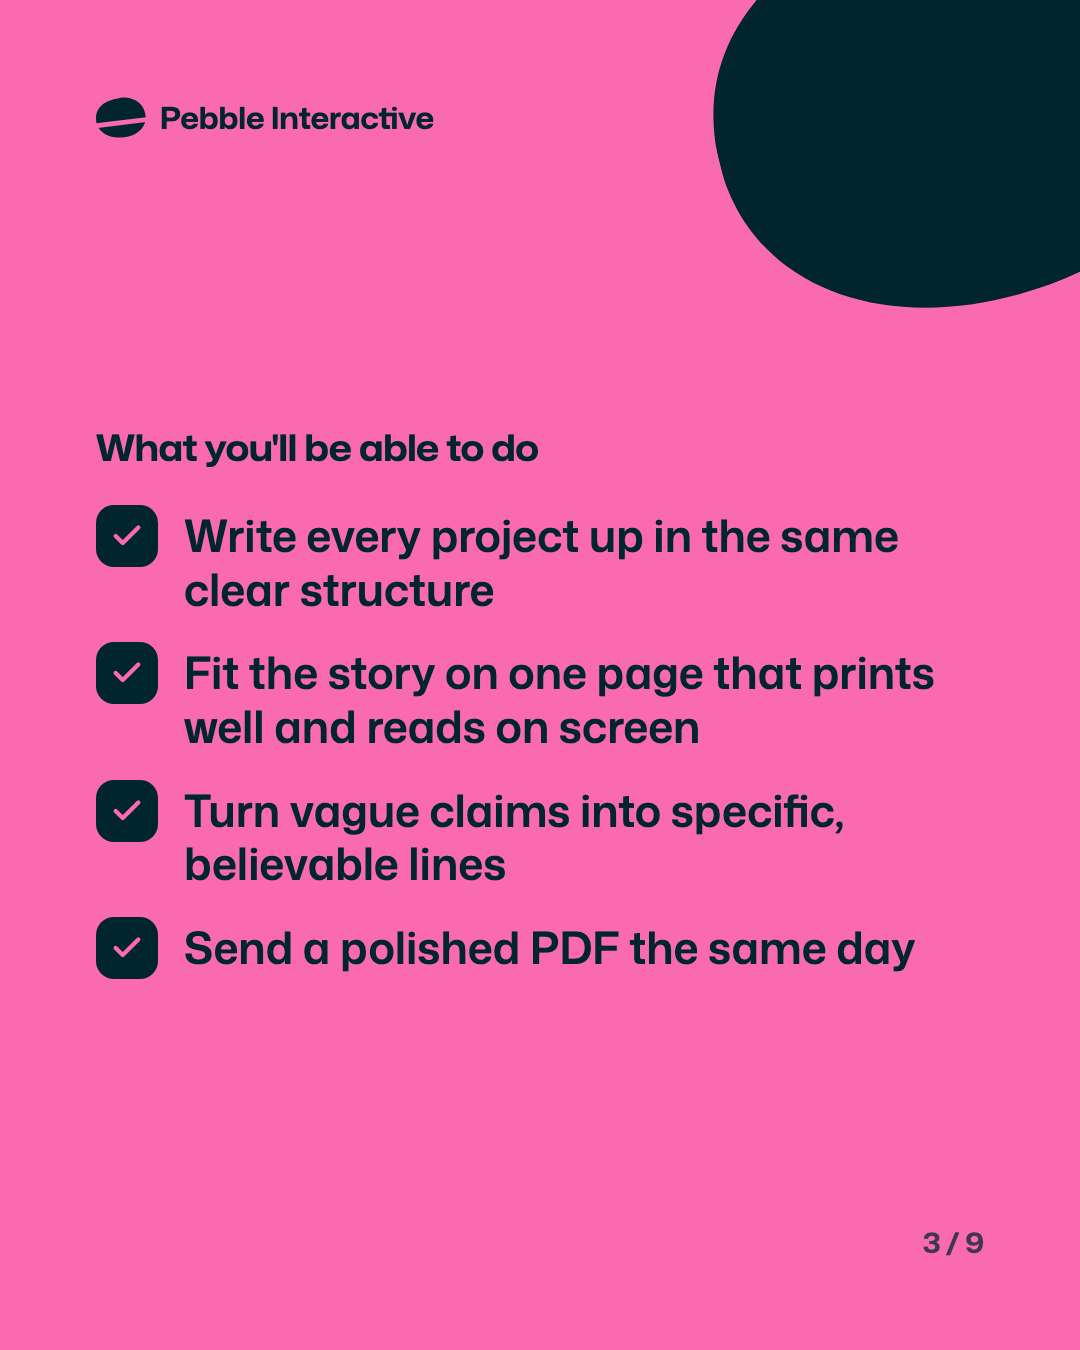 Pebble Interactive
What you'll be able to do
Write every project up in the same
clear structure
Fit the story on one page that prints
well and reads on screen
Turn vague claims into specific,
believable lines
Send a polished PDF the same day
3 / 9